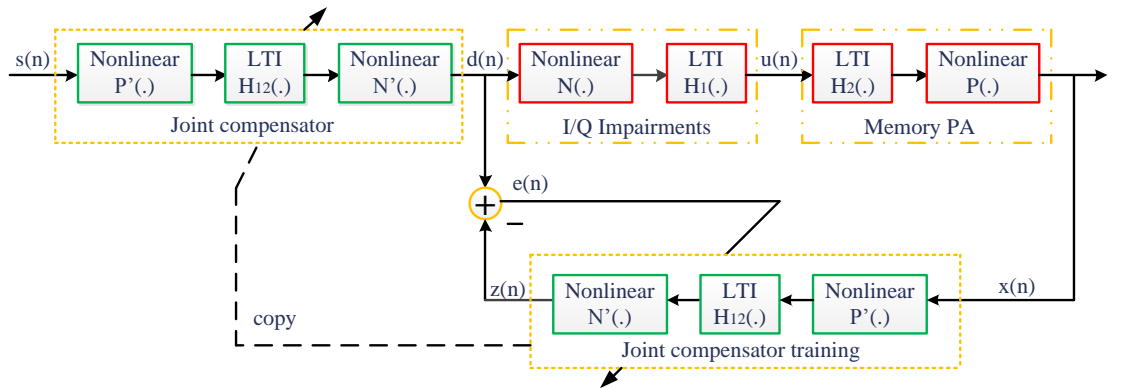 s(n)
Nonlinear
P’(.)
LTI
H12(.)
Nonlinear
N’(.)
Joint compensator
d(n)
Nonlinear
N(.)
LTI
H1(.)
I/Q Impairments
u(n)
LTI
H2(.)
Nonlinear
P(.)
Memory PA
e(n)
+
−
z(n)
Nonlinear
N’(.)
LTI
H12(.)
Nonlinear
P’(.)
x(n)
copy
Joint compensator training